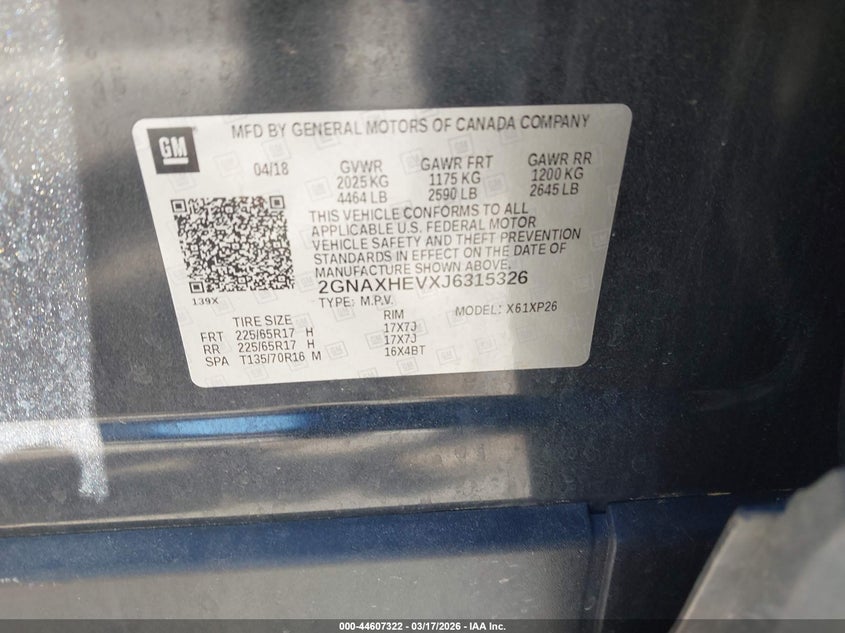 GM
MFD BY GENERAL MOTORS OF CANADA COMPANY
04/18 GVWR GAWR FRT GAWR RR
2025 KG 1175 KG 1200 KG
4464 LB 2590 LB 2645 LB
THIS VEHICLE CONFORMS TO ALL
APPLICABLE U.S. FEDERAL MOTOR
VEHICLE SAFETY AND THEFT PREVENTION
STANDARDS IN EFFECT ON THE DATE OF
MANUFACTURE SHOWN ABOVE.
139X
2GNAXHEVXJ6315326
TYPE: M.P.V. MODEL: X61XP26
TIRE SIZE RIM
FRT 225/65R17 H 17X7J
RR 225/65R17 H 17X7J
SPA T135/70R16 M 16X4BT
000-44607322 | 03/17/2026 - IAA Inc.